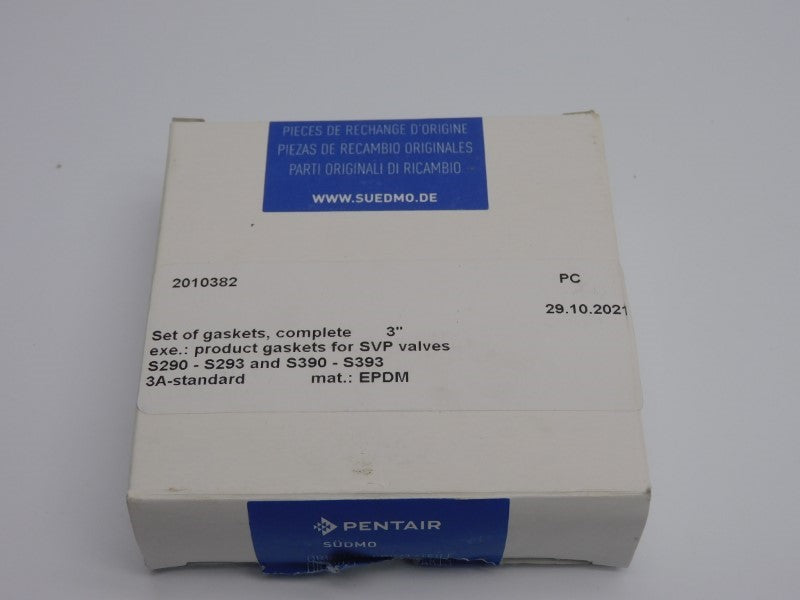 PIECES DE RECHANGE D'ORIGINE
PIEZAS DE RECAMBIO ORIGINALES
PARTI ORIGINALI DI RICAMBIO
WWW.SUEDMO.DE
2010382 PC
29.10.2021
Set of gaskets, complete 3"
exe.: product gaskets for SVP valves
S290 - S293 and S390 - S393
3A-standard mat.: EPDM
PENTAIR
SÜDMO